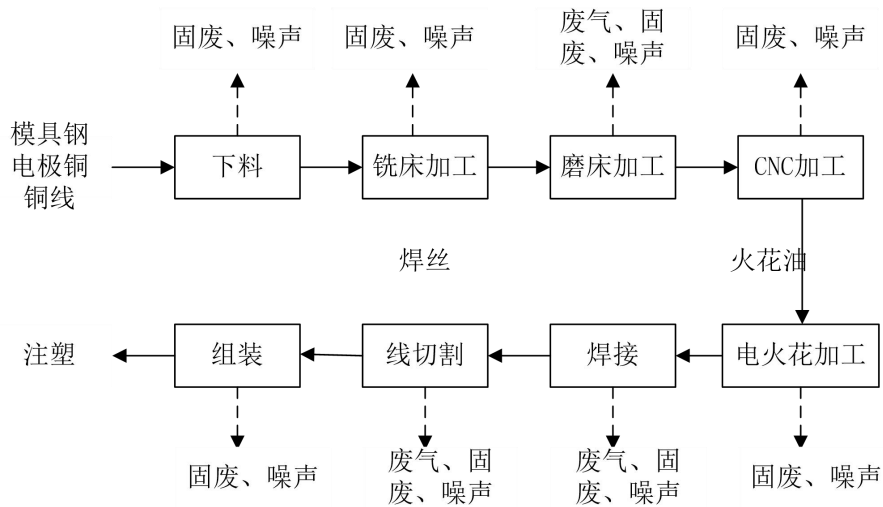 固废、噪声
固废、噪声
废气、固
废、噪声
固废、噪声
模具钢
电极铜
铜线
下料
铣床加工
磨床加工
CNC加工
焊丝
火花油
注塑
组装
线切割
焊接
电火花加工
固废、噪声
废气、固
废、噪声
废气、固
废、噪声
固废、噪声